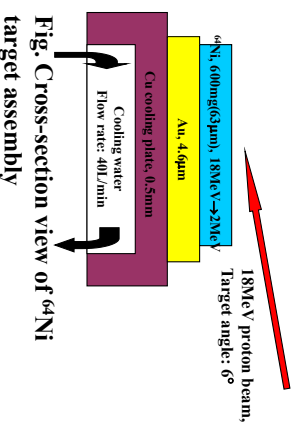 18MeV proton beam,
Target angle: 6°
⁶⁴Ni, 600mg(63μm), 18MeV→2MeV
Au, 4.6μm
Cu cooling plate, 0.5mm
Cooling water
Flow rate: 40L/min
Fig. Cross-section view of ⁶⁴Ni
target assembly